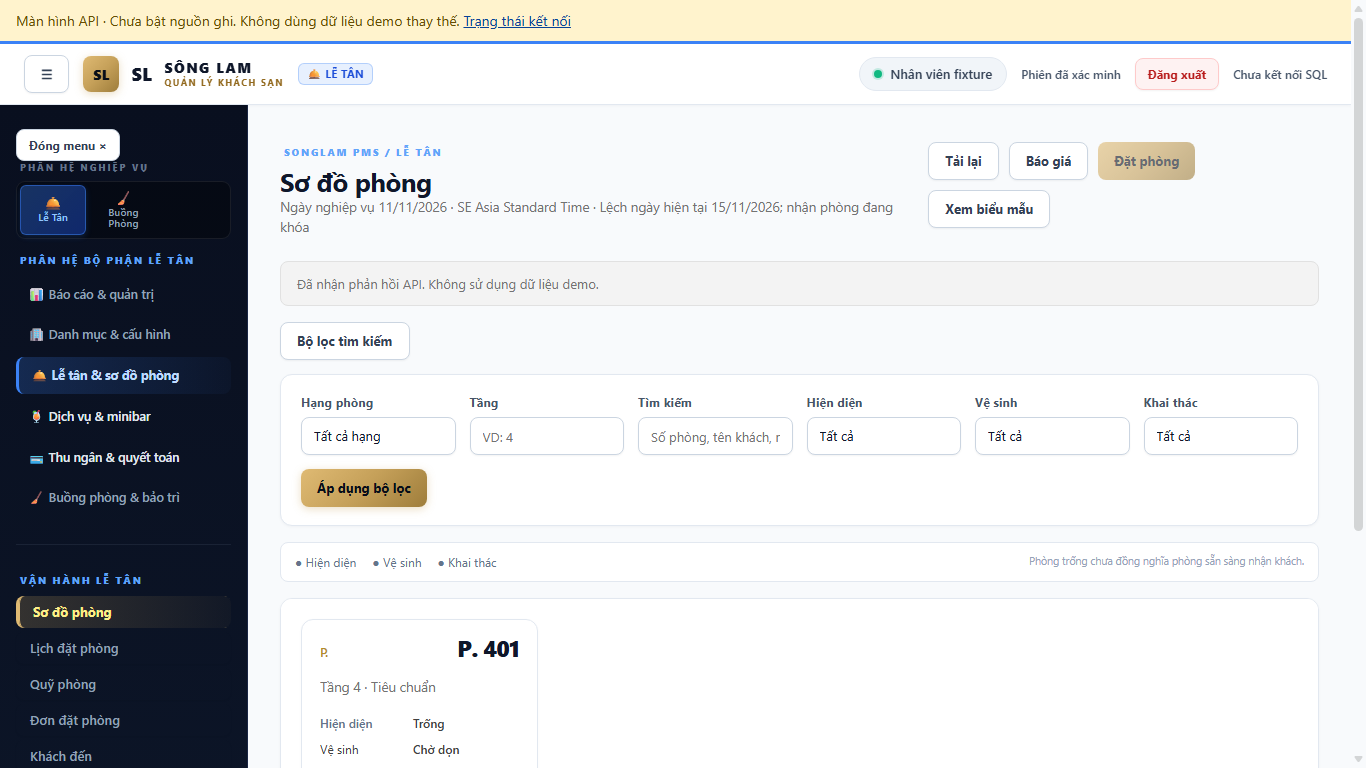 Màn hình API · Chưa bật nguồn ghi. Không dùng dữ liệu demo thay thế. Trạng thái kết nối
☰
SL
SL
SÔNG LAM
QUẢN LÝ KHÁCH SẠN
LỄ TÂN
Nhân viên fixture
Phiên đã xác minh
Đăng xuất
Chưa kết nối SQL
Đóng menu ×
PHÂN HỆ NGHIỆP VỤ
Lễ Tân
Buồng
Phòng
PHÂN HỆ BỘ PHẬN LỄ TÂN
Báo cáo & quản trị
Danh mục & cấu hình
Lễ tân & sơ đồ phòng
Dịch vụ & minibar
Thu ngân & quyết toán
Buồng phòng & bảo trì
VẬN HÀNH LỄ TÂN
Sơ đồ phòng
Lịch đặt phòng
Quỹ phòng
Đơn đặt phòng
Khách đến
SONGLAM PMS / LỄ TÂN
Sơ đồ phòng
Ngày nghiệp vụ 11/11/2026 · SE Asia Standard Time · Lệch ngày hiện tại 15/11/2026; nhận phòng đang
khóa
Tải lại
Báo giá
Đặt phòng
Xem biểu mẫu
Đã nhận phản hồi API. Không sử dụng dữ liệu demo.
Bộ lọc tìm kiếm
Hạng phòng
Tầng
Tìm kiếm
Hiện diện
Vệ sinh
Khai thác
Tất cả hạng
VD: 4
Số phòng, tên khách, r
Tất cả
Tất cả
Tất cả
Áp dụng bộ lọc
● Hiện diện
● Vệ sinh
● Khai thác
Phòng trống chưa đồng nghĩa phòng sẵn sàng nhận khách.
P.
P. 401
Tầng 4 · Tiêu chuẩn
Hiện diện
Trống
Vệ sinh
Chờ dọn